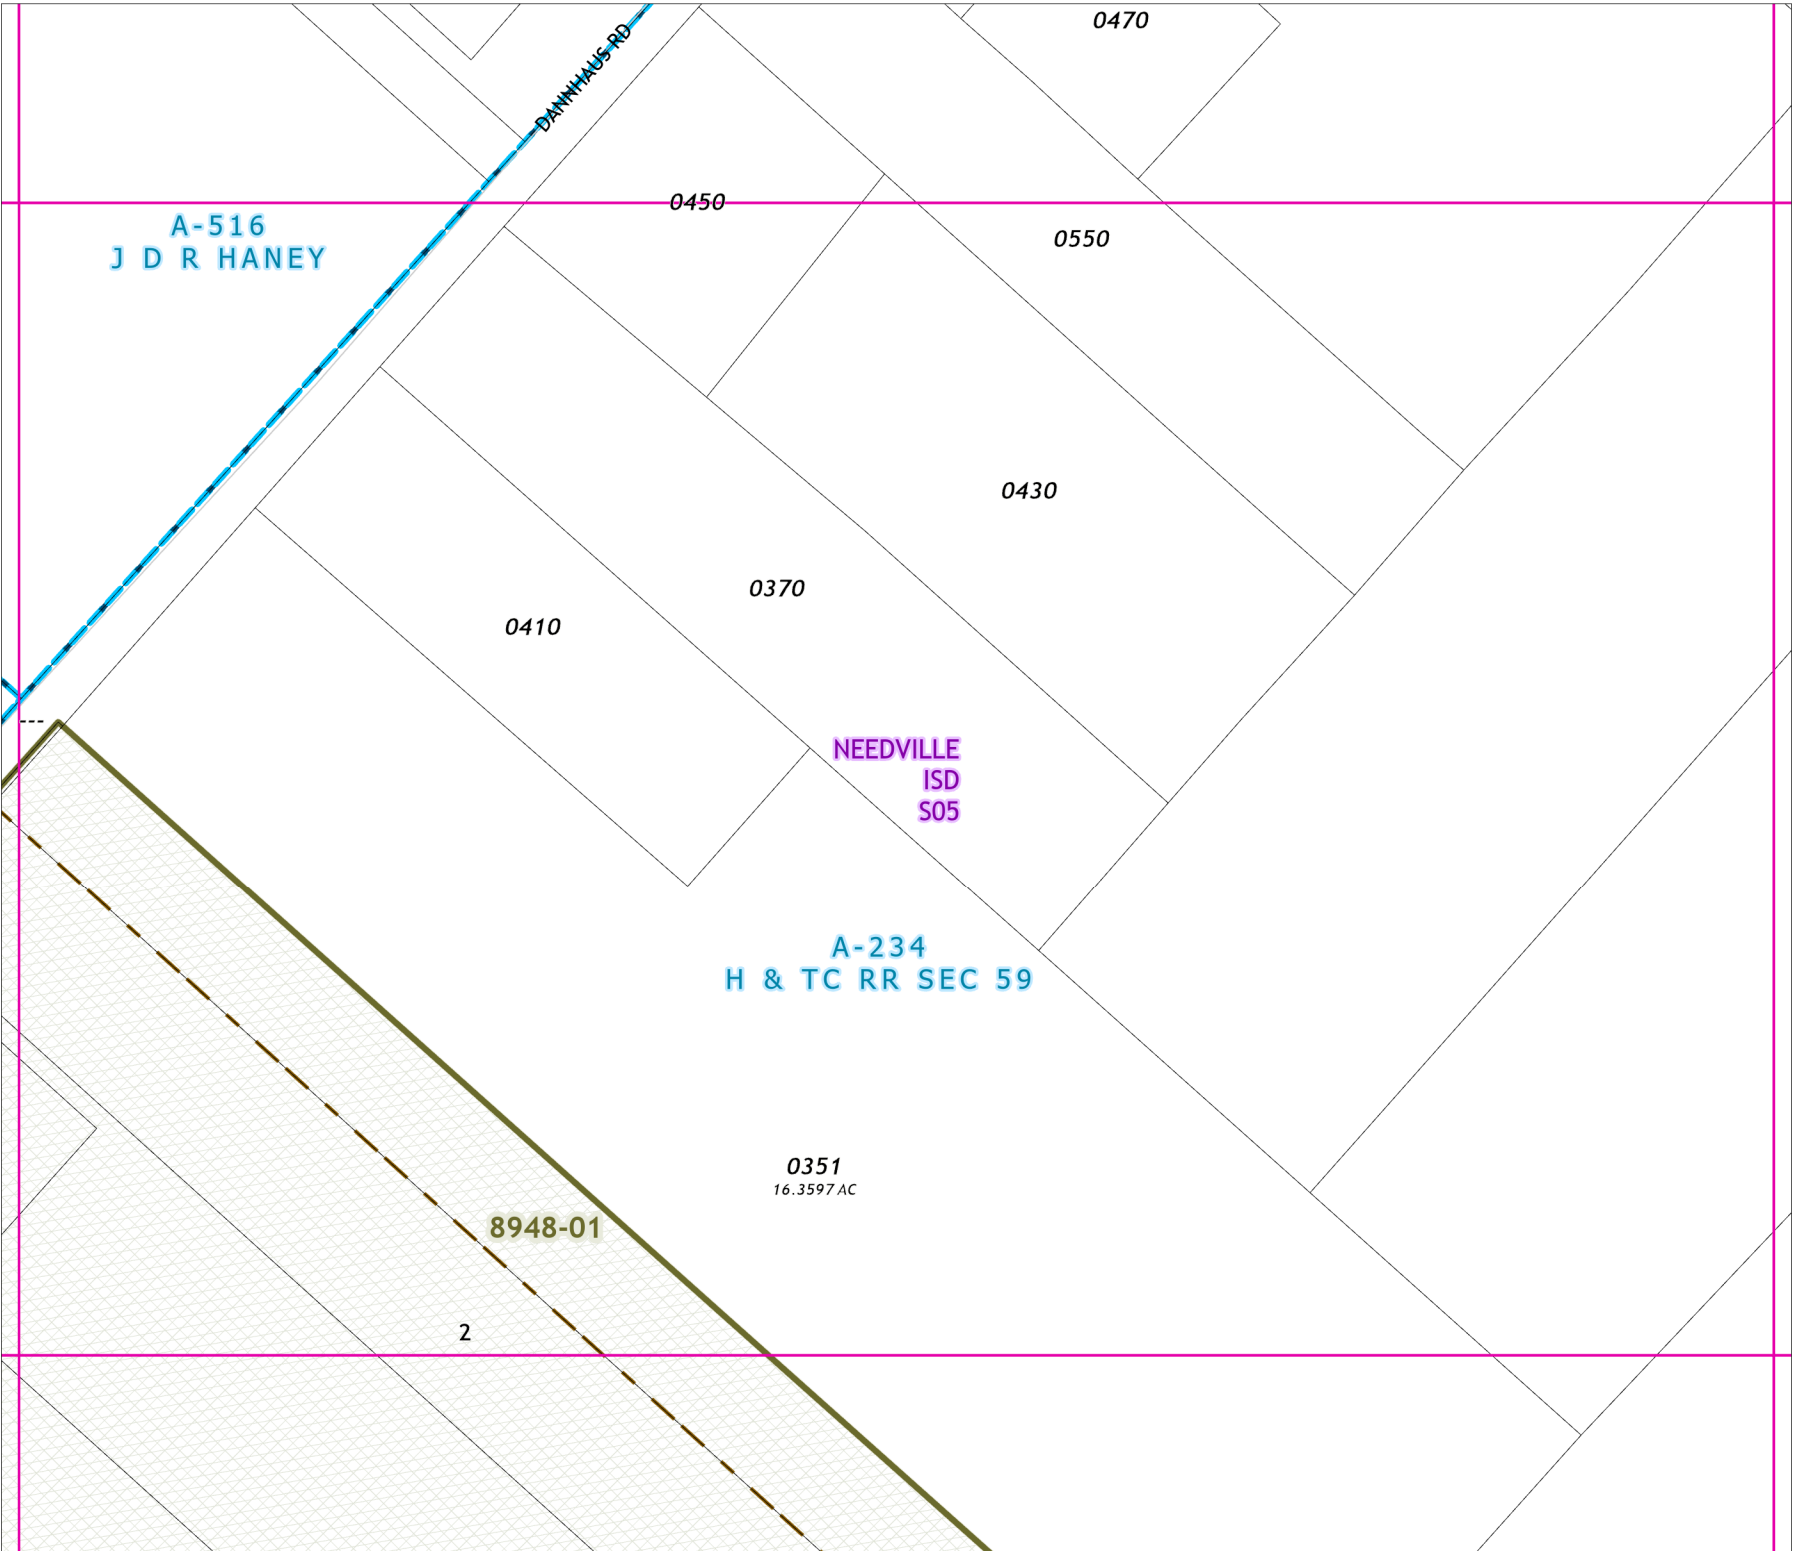 0470
DANNHAUS RD
0450
A-516
J D R HANEY
0550
0430
0370
0410
NEEDVILLE
ISD
S05
A-234
H & TC RR SEC 59
0351
16.3597 AC
8948-01
2